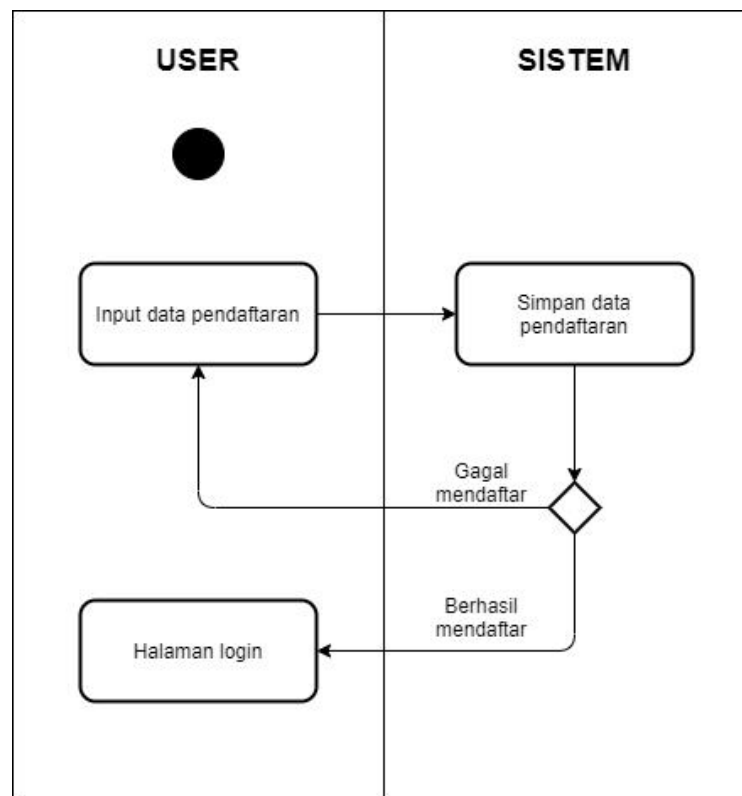 USER
SISTEM
Input data pendaftaran
Simpan data
pendaftaran
Gagal
mendaftar
Berhasil
mendaftar
Halaman login